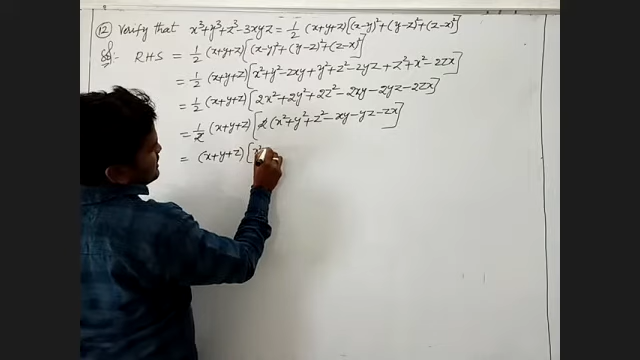 (12) Verify that x³+y³+z³-3xyz = 1/2 (x+y+z)[(x-y)²+(y-z)²+(z-x)²]
Sol: RHS = 1/2 (x+y+z)[(x-y)²+(y-z)²+(z-x)²]
= 1/2 (x+y+z)[x²+y²-2xy+y²+z²-2yz+z²+x²-2zx]
= 1/2 (x+y+z)[2x²+2y²+2z²-2xy-2yz-2zx]
= 1/2 (x+y+z)[2(x²+y²+z²-xy-yz-zx]
= (x+y+z)[x²